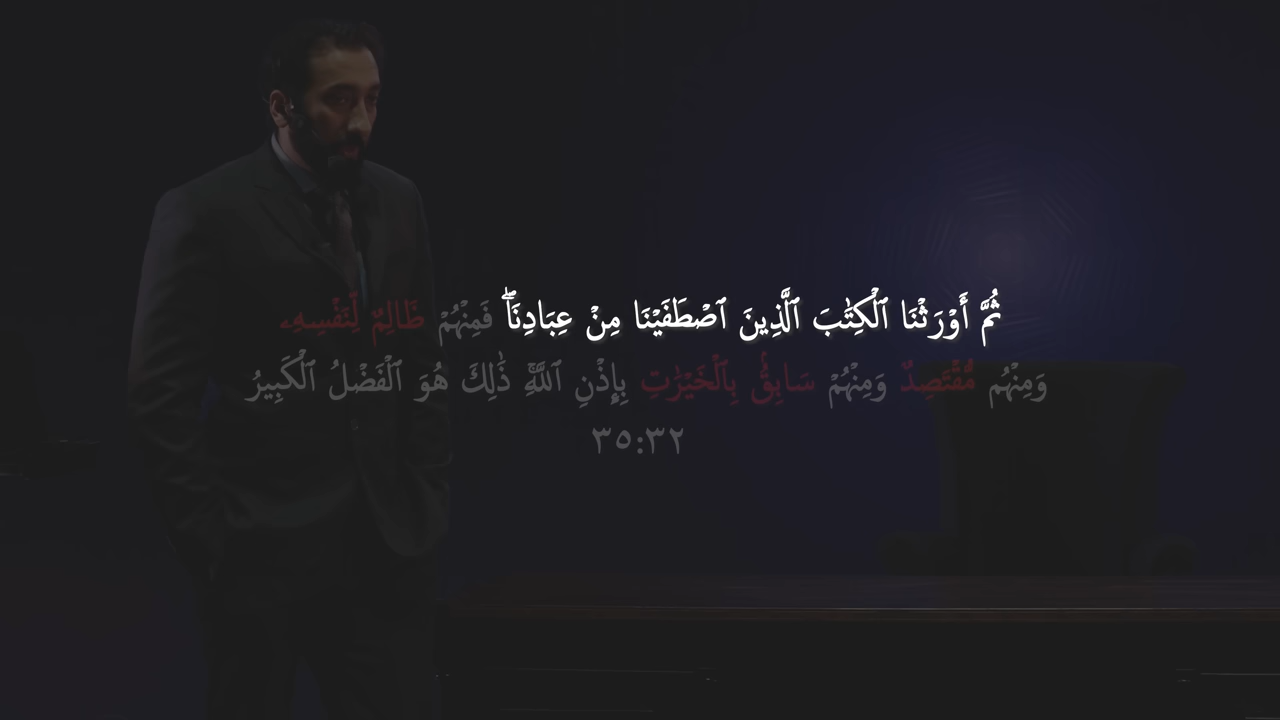 ثُمَّ أَوْرَثْنَا ٱلْكِتَٰبَ ٱلَّذِينَ ٱصْطَفَيْنَا مِنْ عِبَادِنَا ۖ فَمِنْهُمْ ظَالِمٌ لِّنَفْسِهِۦ
وَمِنْهُم مُّقْتَصِدٌ وَمِنْهُمْ سَابِقٌۢ بِٱلْخَيْرَٰتِ بِإِذْنِ ٱللَّهِ ۚ ذَٰلِكَ هُوَ ٱلْفَضْلُ ٱلْكَبِيرُ
٣٥:٣٢